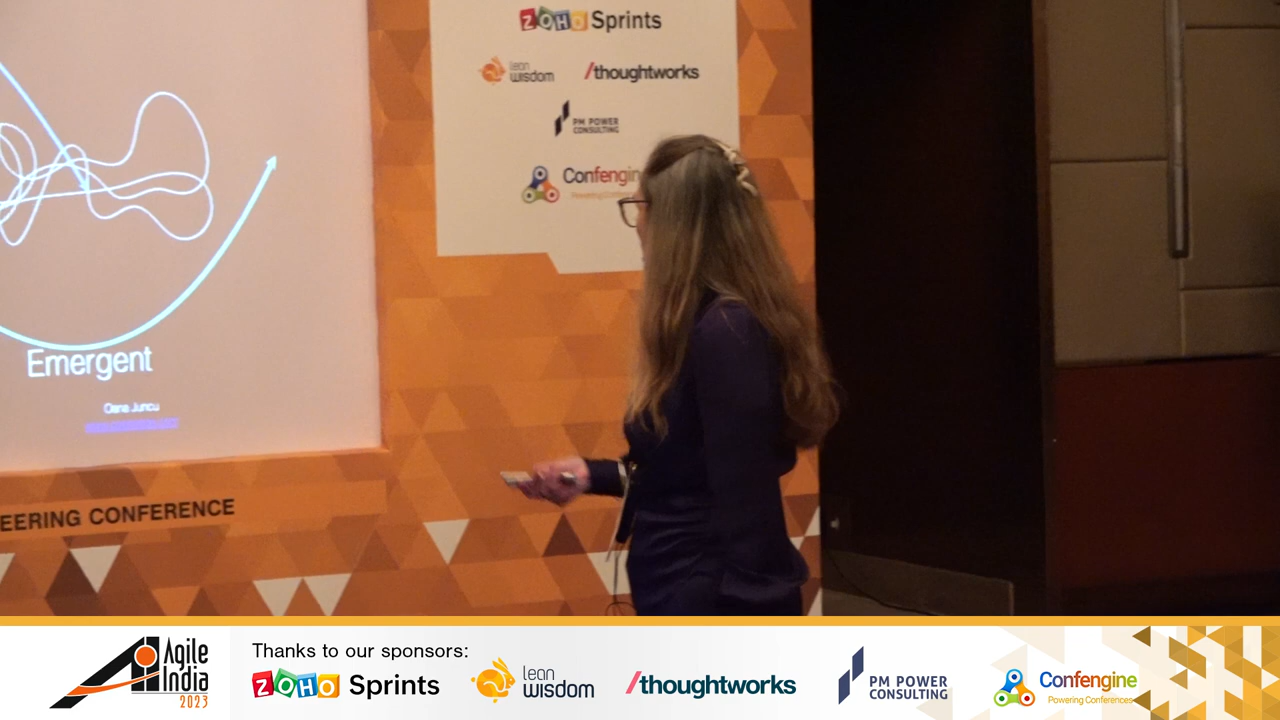 ZOHO Sprints
lean
wisdom
/thoughtworks
PM POWER
CONSULTING
Confengin
Emergent
Oana Juncu
EERING CONFERENCE
Agile
India
2023
Thanks to our sponsors:
ZOHO Sprints
lean
wisdom
/thoughtworks
PM POWER
CONSULTING
Confengine
Powering Conferences